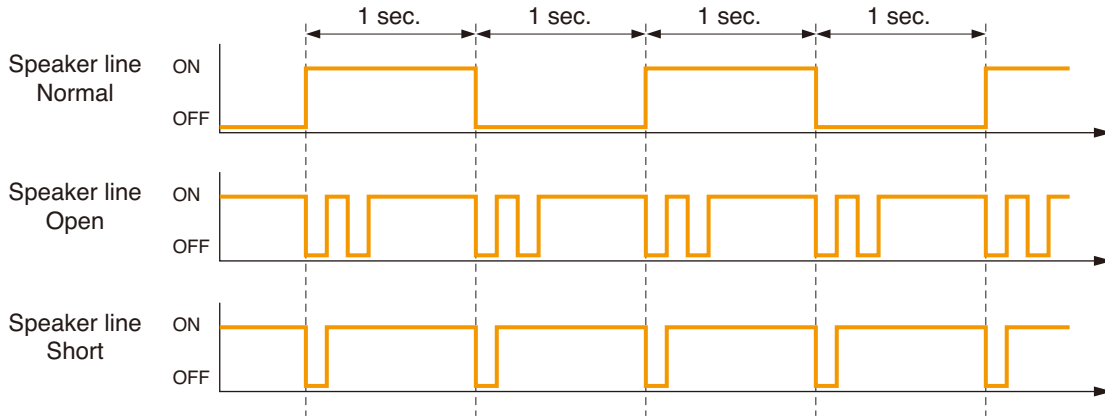 1 sec. 1 sec. 1 sec. 1 sec.
Speaker line
Normal
ON
OFF
Speaker line
Open
ON
OFF
Speaker line
Short
ON
OFF